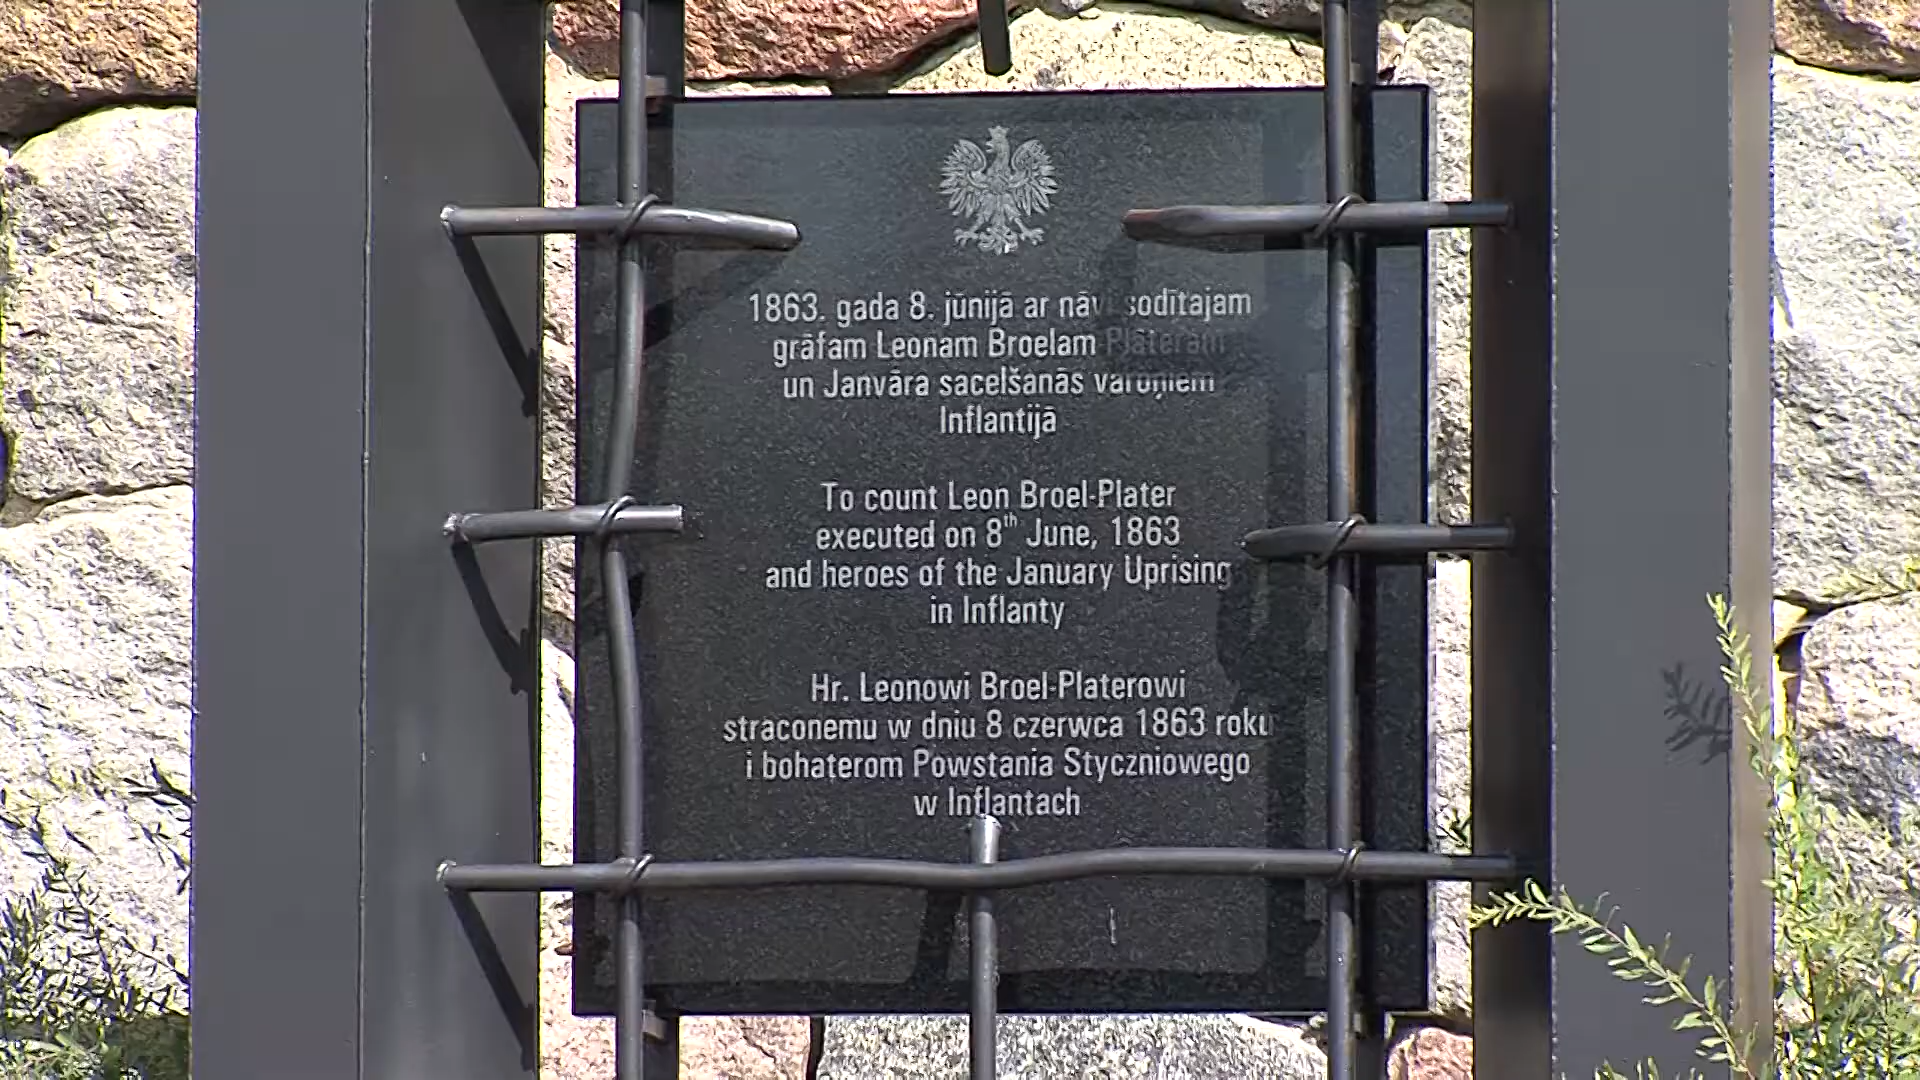 1863. gada 8. jūnijā ar nāvi sodītajam
grāfam Leonam Broelam Plāteram
un Janvāra sacelšanās varoņiem
Inflantijā
To count Leon Broel-Plater
executed on 8th June, 1863
and heroes of the January Uprising
in Inflanty
Hr. Leonowi Broel-Platerowi
straconemu w dniu 8 czerwca 1863 roku
i bohaterom Powstania Styczniowego
w Inflantach